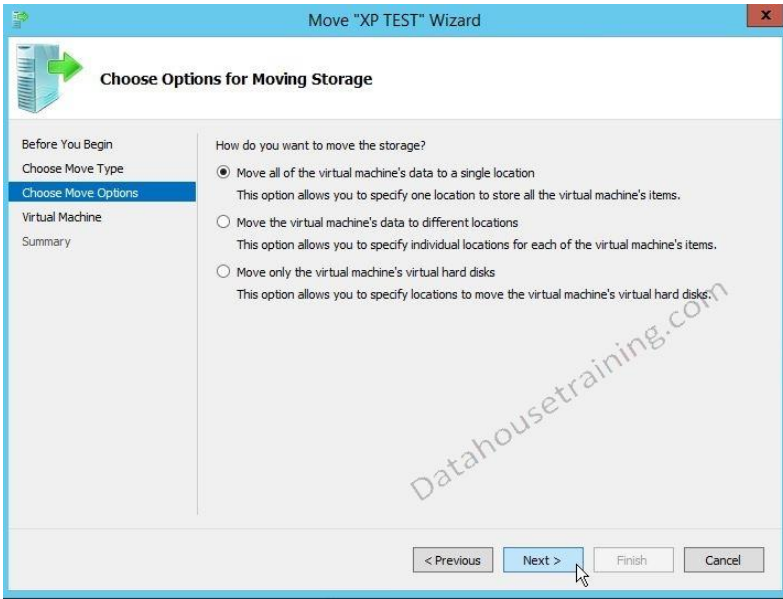 Move "XP TEST" Wizard
x
Choose Options for Moving Storage
Before You Begin
Choose Move Type
Choose Move Options
Virtual Machine
Summary
How do you want to move the storage?
Move all of the virtual machine's data to a single location
This option allows you to specify one location to store all the virtual machine's items.
Move the virtual machine's data to different locations
This option allows you to specify individual locations for each of the virtual machine's items.
Move only the virtual machine's virtual hard disks
This option allows you to specify locations to move the virtual machine's virtual hard disks.
Datahousetraining.com
< Previous
Next >
Finish
Cancel